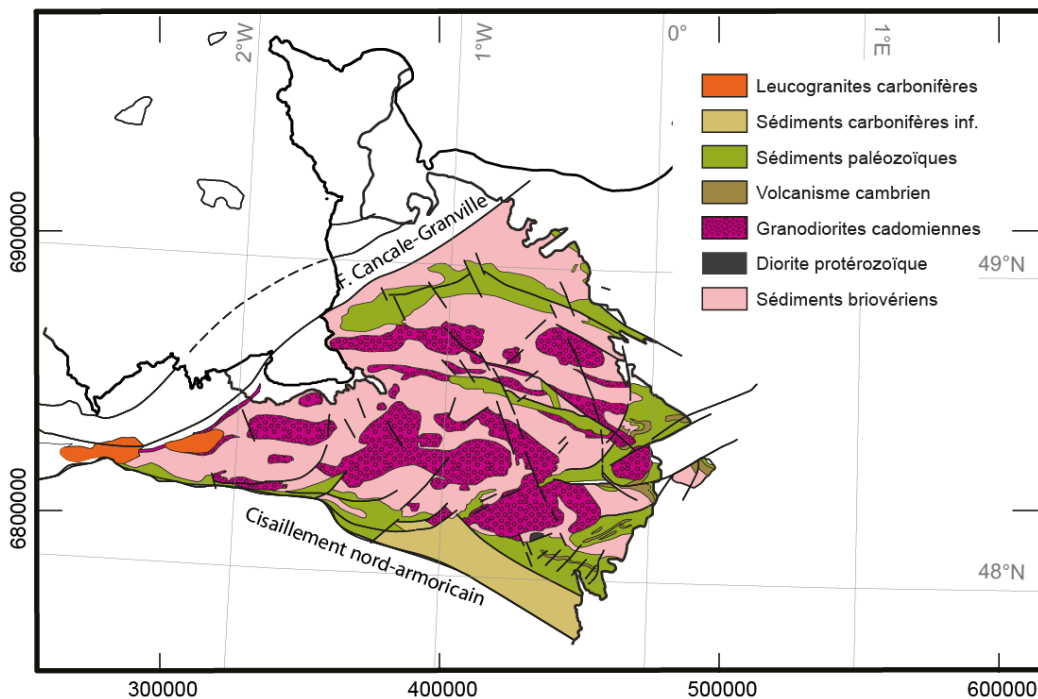 2°W
1°W
0°
1°E
Leucogranites carbonifères
Sédiments carbonifères inf.
Sédiments paléozoïques
Volcanisme cambrien
Granodiorites cadomiennes
Diorite protérozoïque
Sédiments briovériens
F. Cancale-Granville
6900000
49°N
6800000
Cisaillement nord-armoricain
48°N
300000
400000
500000
600000